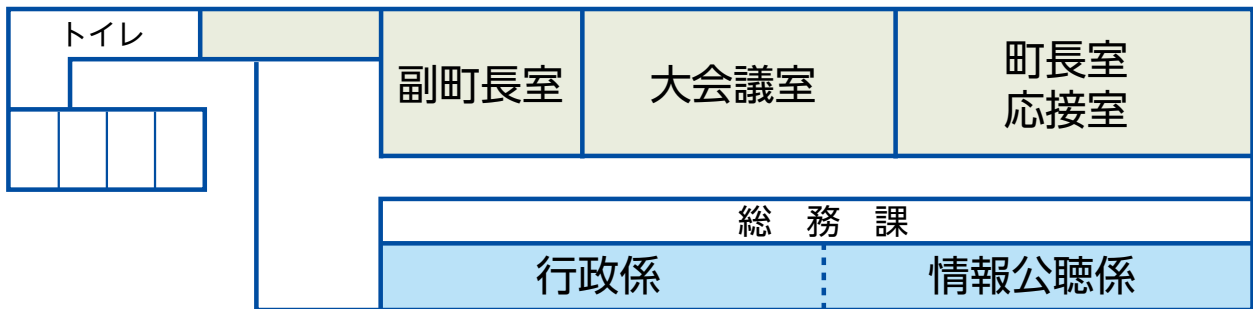 トイレ
副町長室
大会議室
町長室
応接室
総　務　課
行政係
情報公聴係